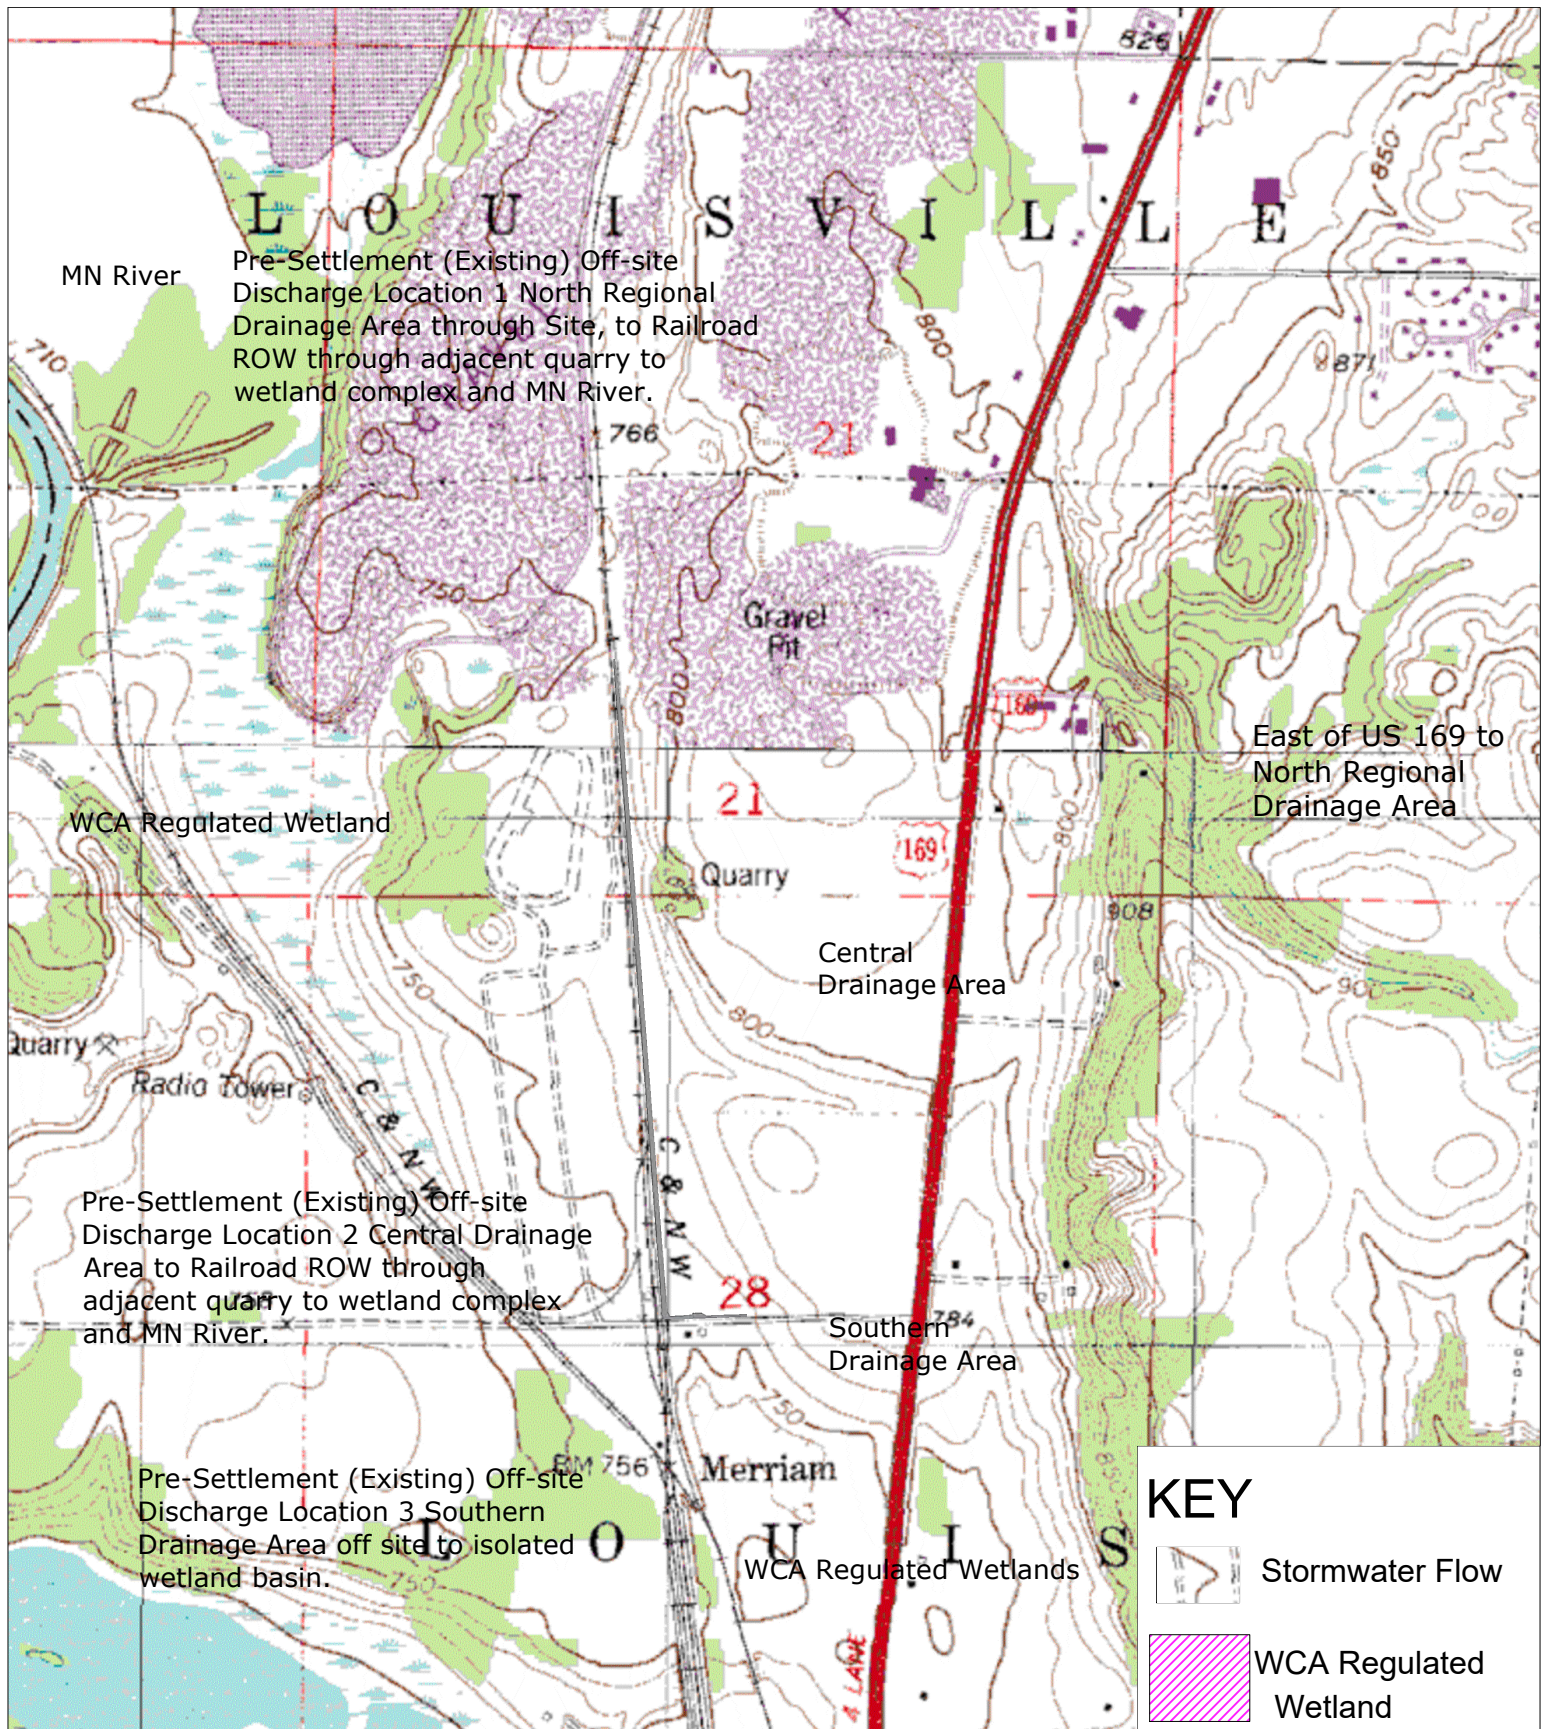 826
850
L O U I S V I L L E
MN River
Pre-Settlement (Existing) Off-site
Discharge Location 1 North Regional
Drainage Area through Site, to Railroad
ROW through adjacent quarry to
wetland complex and MN River.
710
800
871
766
21
750
Gravel
Pit
800
169
East of US 169 to
North Regional
Drainage Area
21
WCA Regulated Wetland
800
169
Quarry
908
Central
Drainage Area
750
900
800
Quarry
Radio Tower
C & N W
C & N W
Pre-Settlement (Existing) Off-site
Discharge Location 2 Central Drainage
Area to Railroad ROW through
adjacent quarry to wetland complex
and MN River.
28
784
Southern
Drainage Area
750
BM 756
Merriam
850
Pre-Settlement (Existing) Off-site
Discharge Location 3 Southern
Drainage Area off site to isolated
wetland basin.
L O U I S
WCA Regulated Wetlands
750
4 LANE
KEY
Stormwater Flow
WCA Regulated
Wetland